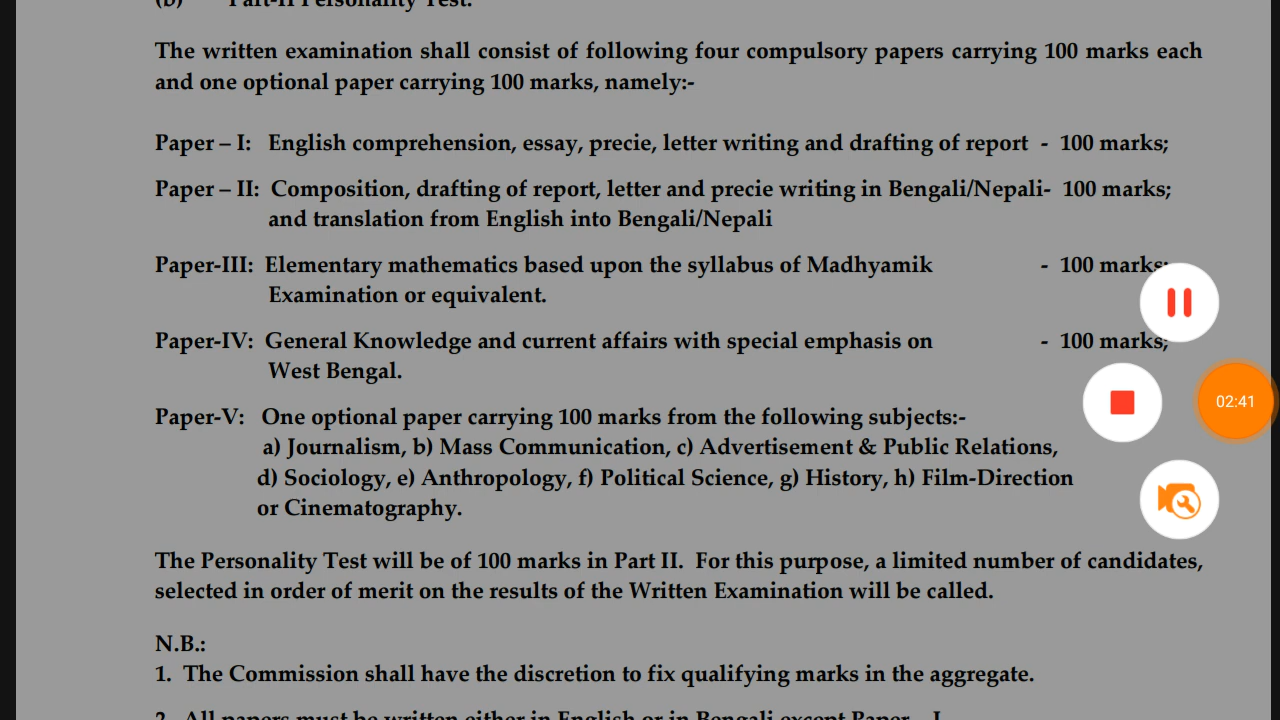 (b) Part-II Personality Test.
The written examination shall consist of following four compulsory papers carrying 100 marks each
and one optional paper carrying 100 marks, namely:-
Paper – I: English comprehension, essay, precie, letter writing and drafting of report - 100 marks;
Paper – II: Composition, drafting of report, letter and precie writing in Bengali/Nepali- 100 marks;
and translation from English into Bengali/Nepali
Paper-III: Elementary mathematics based upon the syllabus of Madhyamik - 100 marks;
Examination or equivalent.
Paper-IV: General Knowledge and current affairs with special emphasis on - 100 marks;
West Bengal.
Paper-V: One optional paper carrying 100 marks from the following subjects:-
02:41
a) Journalism, b) Mass Communication, c) Advertisement & Public Relations,
d) Sociology, e) Anthropology, f) Political Science, g) History, h) Film-Direction
or Cinematography.
The Personality Test will be of 100 marks in Part II. For this purpose, a limited number of candidates,
selected in order of merit on the results of the Written Examination will be called.
N.B.:
1. The Commission shall have the discretion to fix qualifying marks in the aggregate.
2. All papers must be written either in English or in Bengali except Paper – I